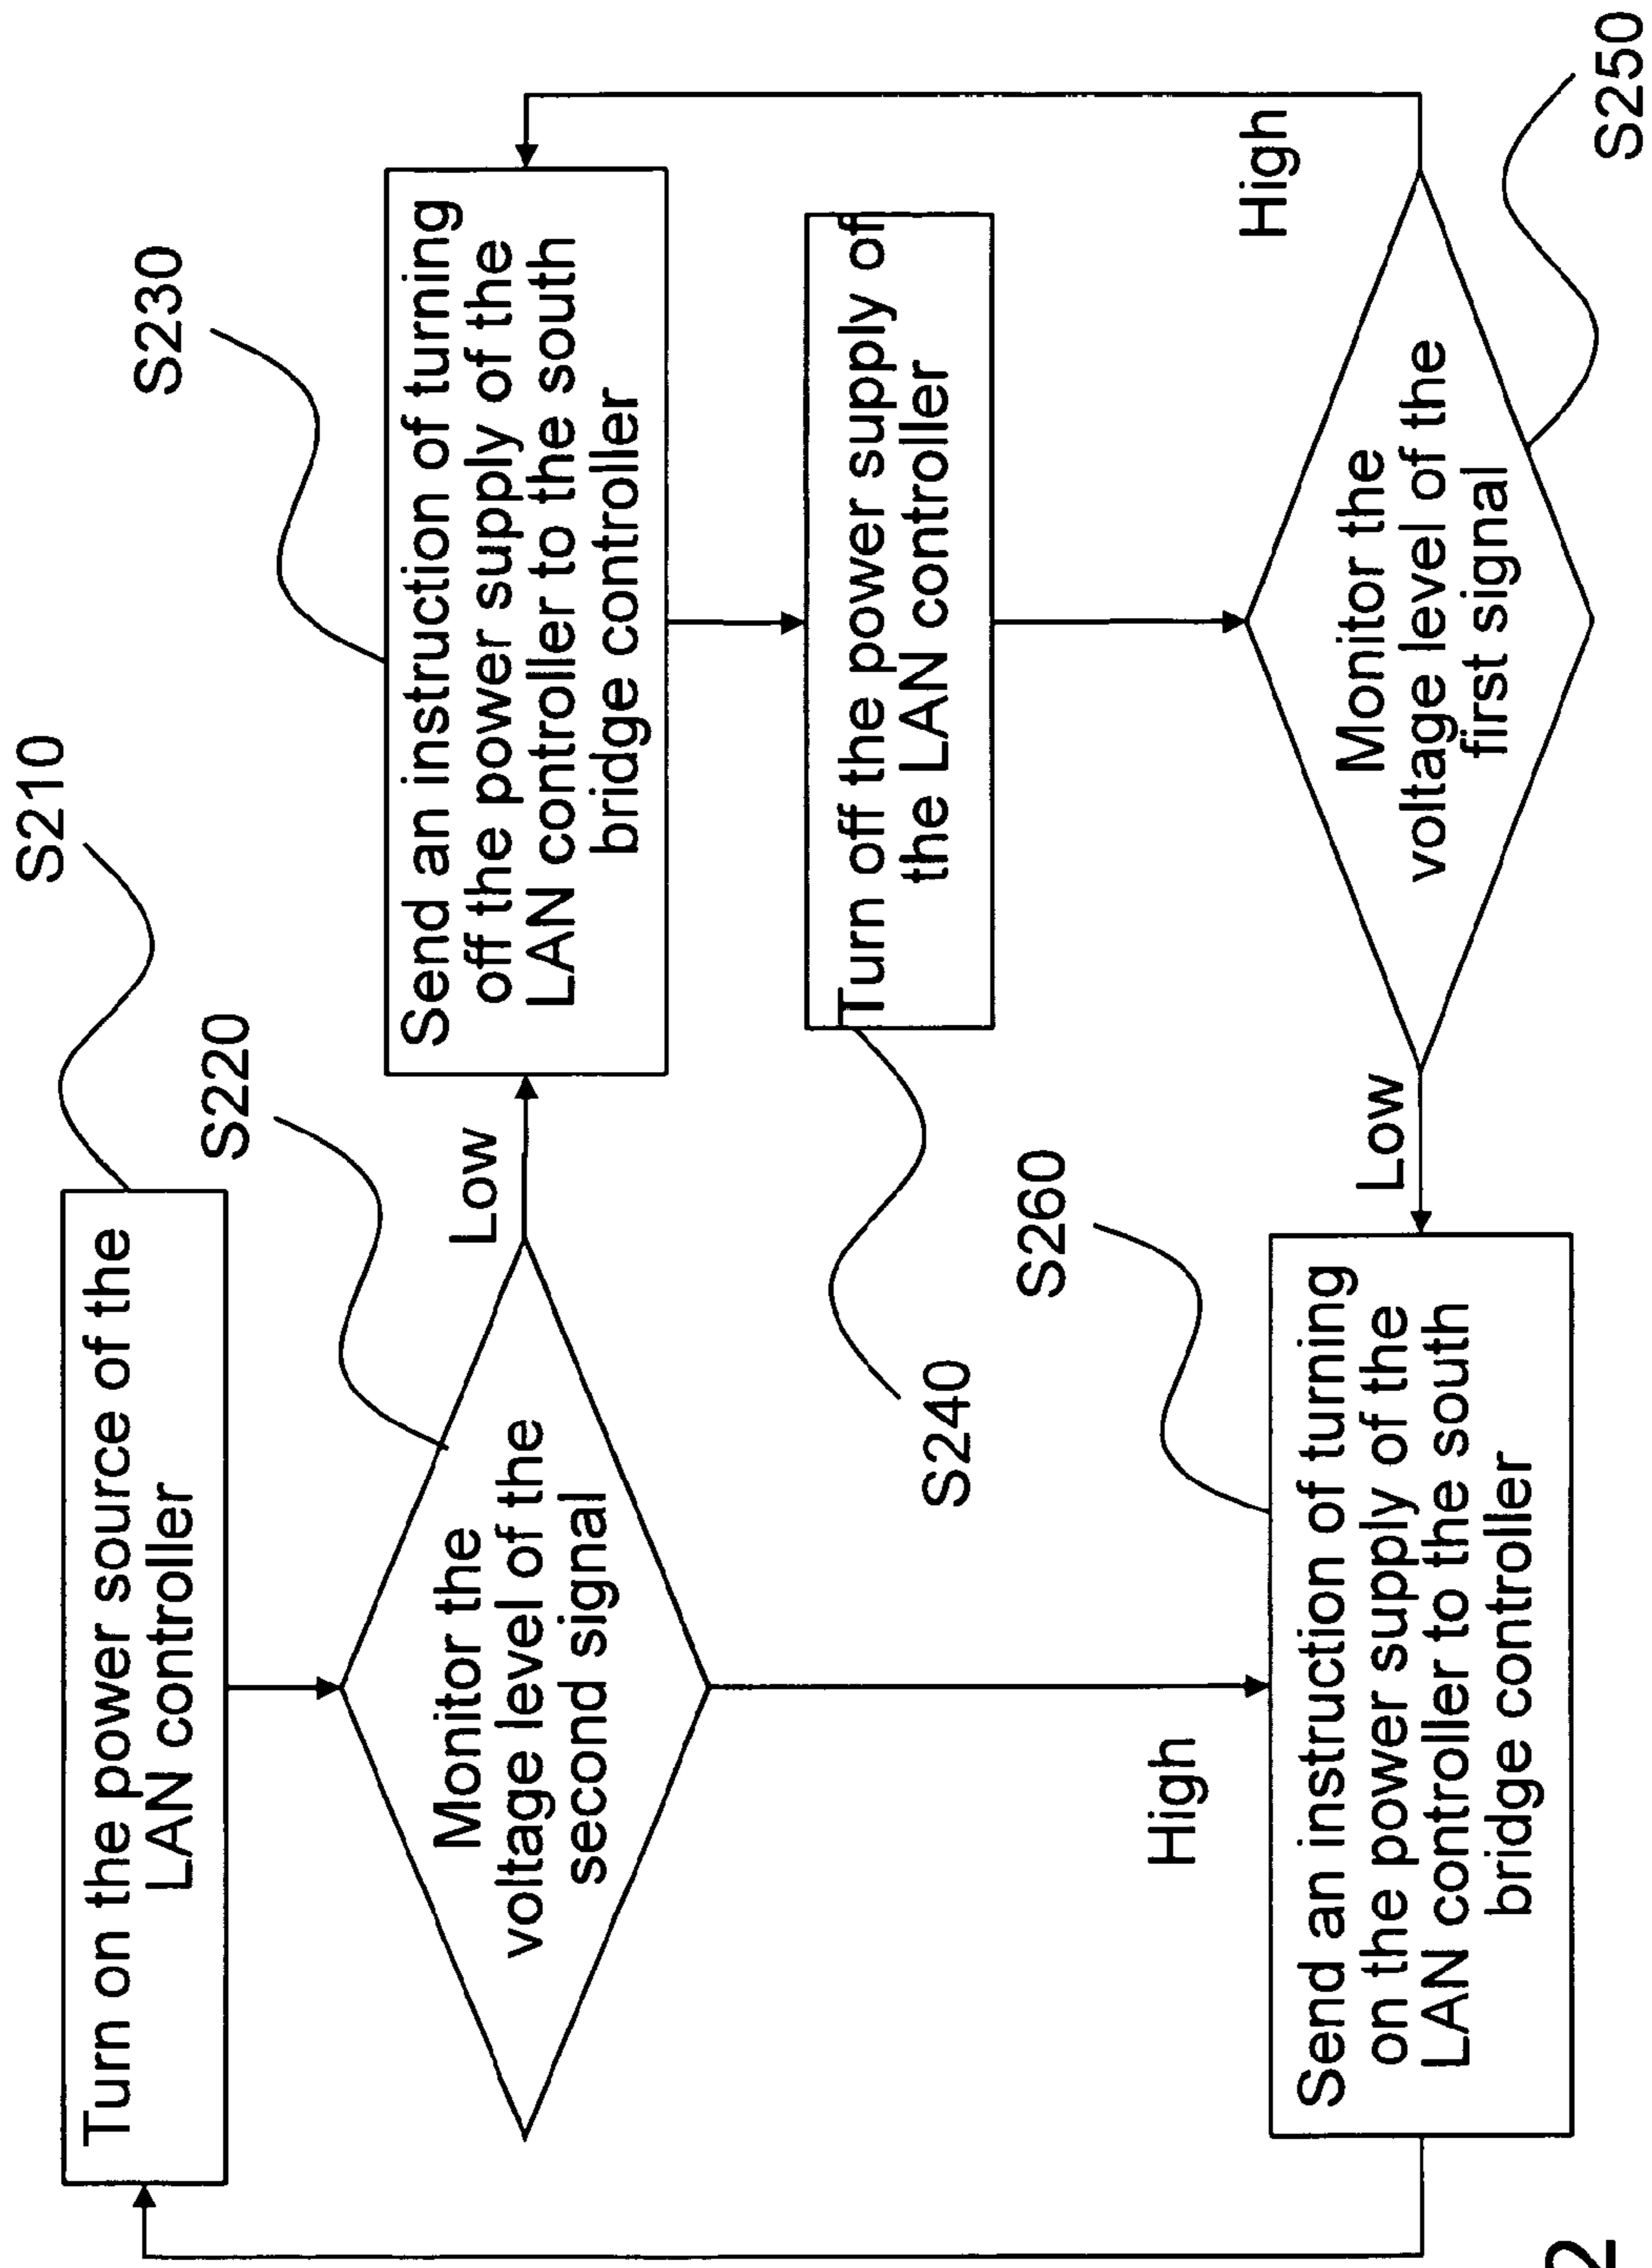 S210
Turn on the power source of the
LAN controller
S220
Monitor the
voltage level of the
second signal
Low
High
S230
Send an instruction of turning
off the power supply of the
LAN controller to the south
bridge controller
Turn off the power supply of
the LAN controller
S240
Monitor the
voltage level of the
first signal
High
S250
Low
S260
Send an instruction of turning
on the power supply of the
LAN controller to the south
bridge controller
2